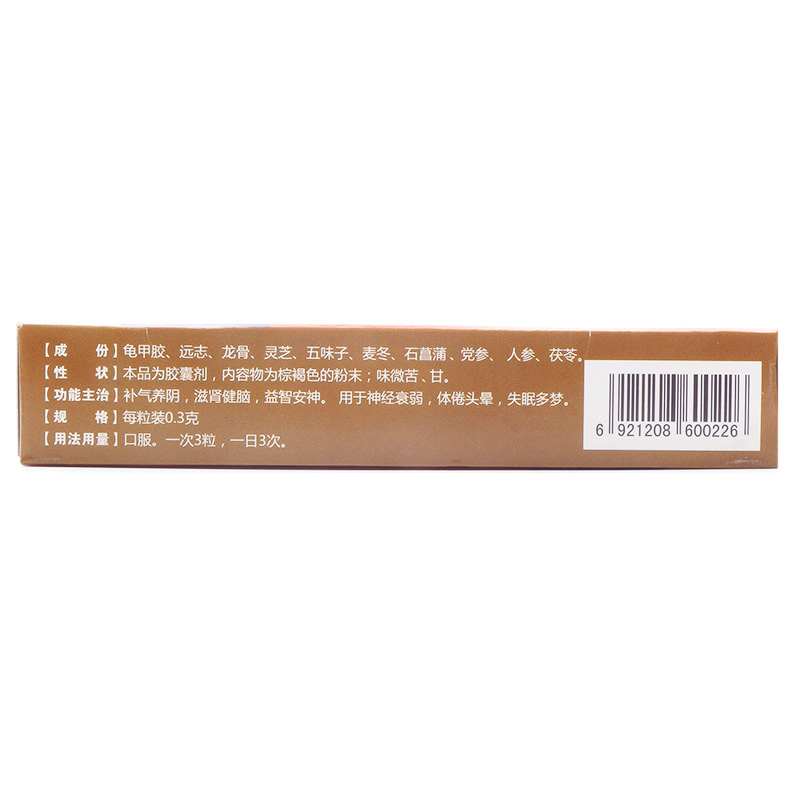 【成 份】龟甲胶、远志、龙骨、灵芝、五味子、麦冬、石菖蒲、党参、人参、茯苓。
【性 状】本品为胶囊剂，内容物为棕褐色的粉末；味微苦、甘。
【功能主治】补气养阴，滋肾健脑，益智安神。用于神经衰弱，体倦头晕，失眠多梦。
【规 格】每粒装0.3克
【用法用量】口服。一次3粒，一日3次。
6 921208 600226